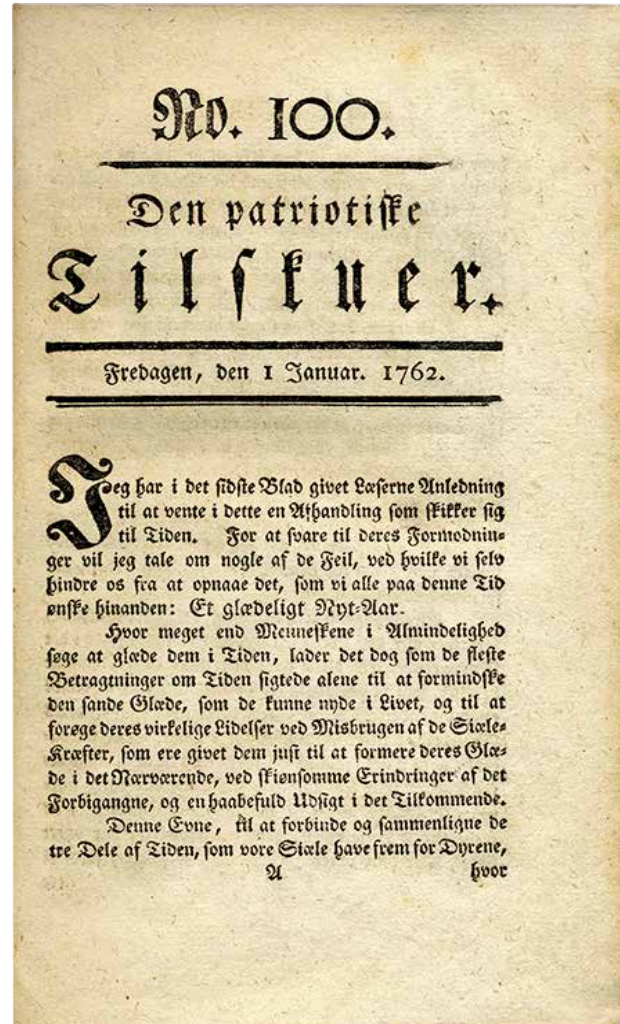 No. 100.
Den patriotiske
Tilskuer.
Fredagen, den 1 Januar. 1762.
Jeg har i det sidste Blad givet Læserne Anledning
til at vente i dette en Afhandling som skikker sig
til Tiden. For at svare til deres Formodnin-
ger vil jeg tale om nogle af de Feil, ved hvilke vi selv
hindre os fra at opnaae det, som vi alle paa denne Tid
ønske hinanden: Et glædeligt Nyt-Aar.
Hvor meget end Menneskene i Almindelighed
søge at glæde dem i Tiden, lader det dog som de fleste
Betragtninger om Tiden sigtede alene til at formindske
den sande Glæde, som de kunne nyde i Livet, og til at
forøge deres virkelige Lidelser ved Misbrugen af de Siæle-
Kræfter, som ere givet dem just til at formere deres Glæ-
de i det Nærværende, ved skiønsomme Erindringer af det
Forbigangne, og en haabefuld Udsigt i det Tilkommende.
Denne Evne, til at forbinde og sammenligne de
tre Dele af Tiden, som vore Siæle have frem for Dyrene,
A hvor